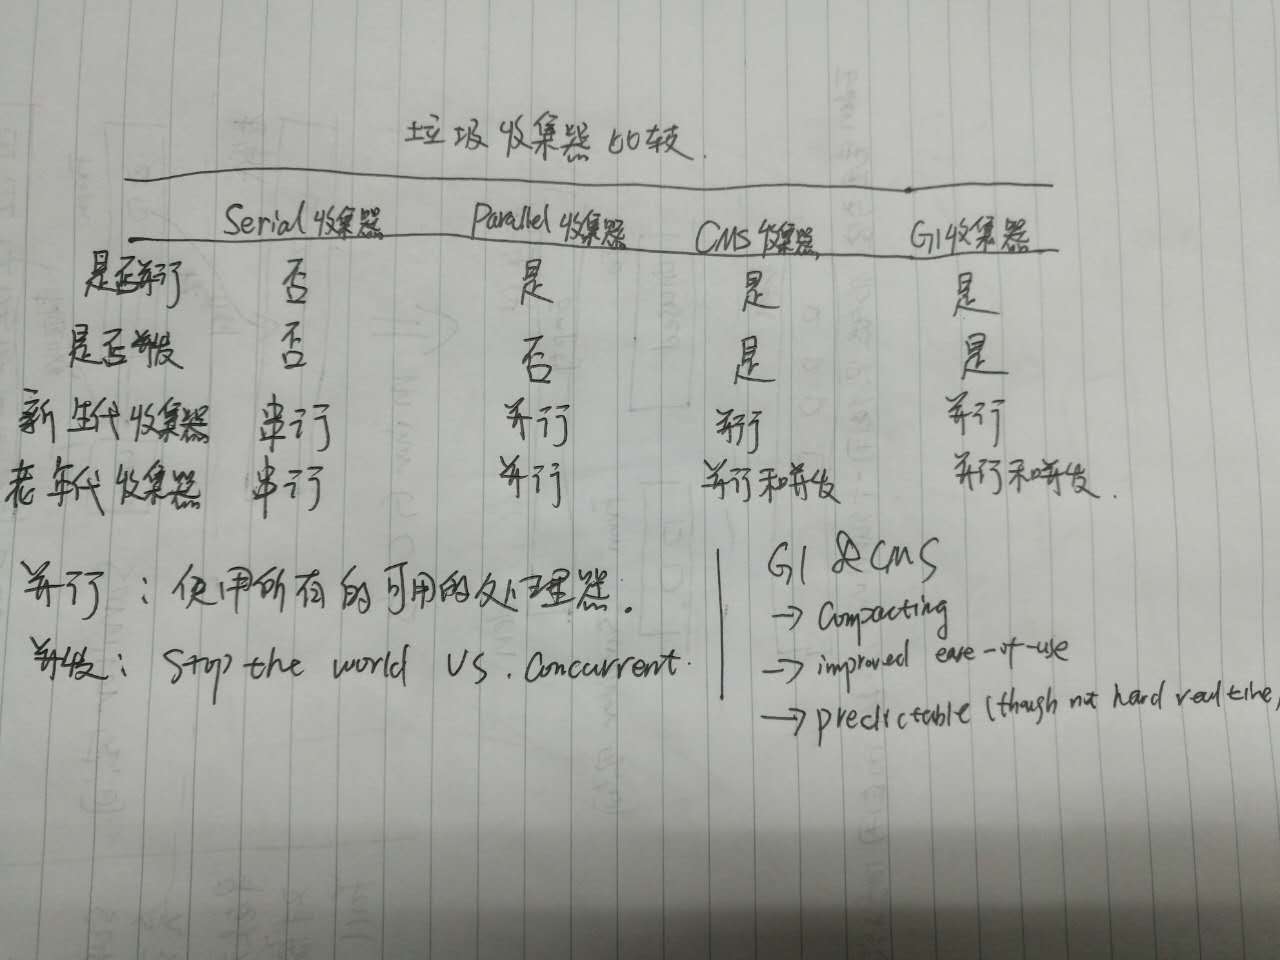 垃圾收集器比较.
Serial收集器 Parallel收集器 CMS收集器 G1收集器
是否并行 否 是 是 是
是否并发 否 否 是 是
新生代收集器 串行 并行 并行 并行
老年代收集器 串行 并行 并行和并发 并行和并发.
并行：使用所有的可用的处理器.
并发：Stop the world VS. Concurrent.
G1 & CMS
→ Compacting
→ improved ease-of-use
→ predictable (though not hard realtime)